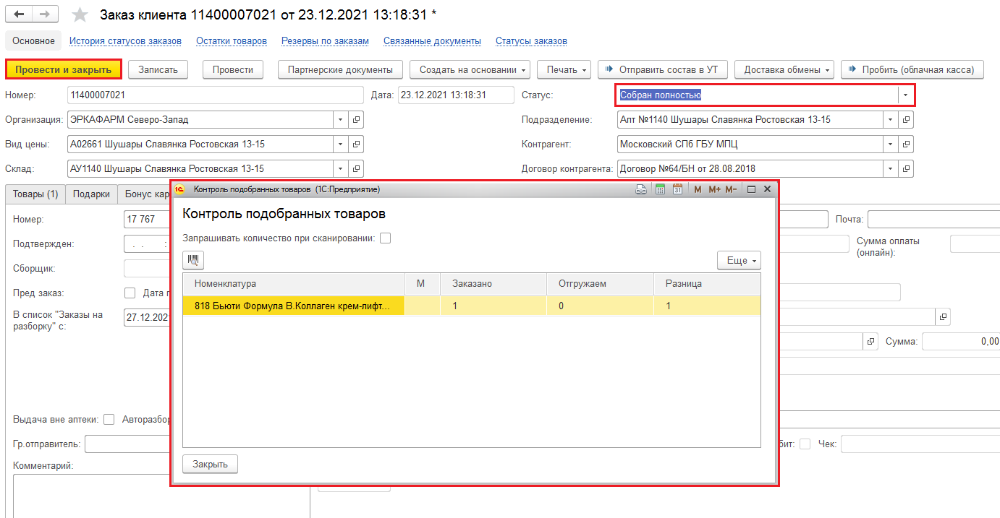 Заказ клиента 11400007021 от 23.12.2021 13:18:31 *
Основное История статусов заказов Остатки товаров Резервы по заказам Связанные документы Статусы заказов
Провести и закрыть Записать Провести Партнерские документы Создать на основании Печать Отправить состав в УТ Доставка обмены Пробить (облачная касса)
Номер: 11400007021 Дата: 23.12.2021 13:18:31 Статус: Собран полностью
Организация: ЭРКАФАРМ Северо-Запад Подразделение: Апт №1140 Шушары Славянка Ростовская 13-15
Вид цены: А02661 Шушары Славянка Ростовская 13-15 Контрагент: Московский СПб ГБУ МПЦ
Склад: АУ1140 Шушары Славянка Ростовская 13-15 Договор контрагента: Договор №64/БН от 28.08.2018
Товары (1) Подарки Бонус кар
Контроль подобранных товаров (1С:Предприятие) 31 M M+ M-
Контроль подобранных товаров
Номер: 17 767 Почта:
Запрашивать количество при сканировании:
Подтвержден: . . : Сумма оплаты
(онлайн):
Еще
Сборщик:
Номенклатура М Заказано Отгружаем Разница
Пред заказ: Дата п
818 Бьюти Формула В.Коллаген крем-лифт... 1 0 1
В список "Заказы на
разборку" с: 27.12.202
Сумма: 0,00
Выдача вне аптеки: Авторазбор
Гр.отправитель: бит: Чек:
Закрыть
Комментарий: